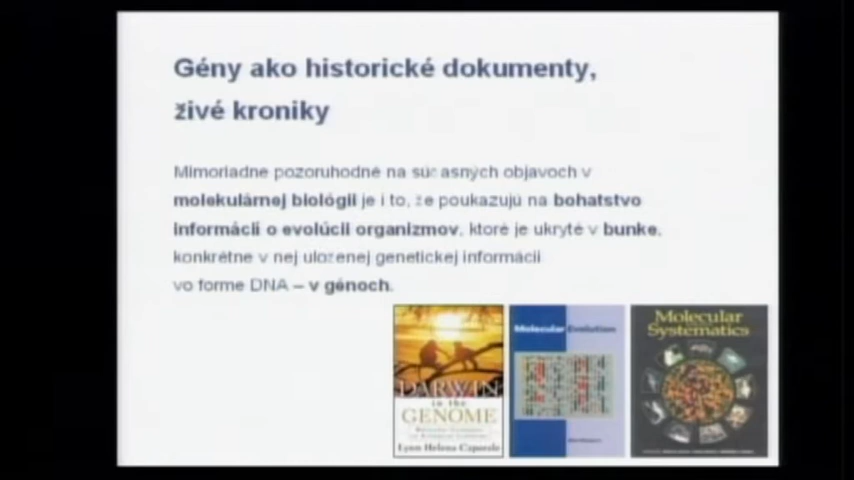 Gény ako historické dokumenty,
živé kroniky
Mimoriadne pozoruhodné na súčasných objavoch v
molekulárnej biológii je i to, že poukazujú na bohatstvo
informácii o evolúcii organizmov, ktoré je ukryté v bunke,
konkrétne v nej uloženej genetickej informácii
vo forme DNA – v génoch.
DARWIN
in the
GENOME
Lynn Helena Caporale
Molecular Evolution
Molecular
Systematics